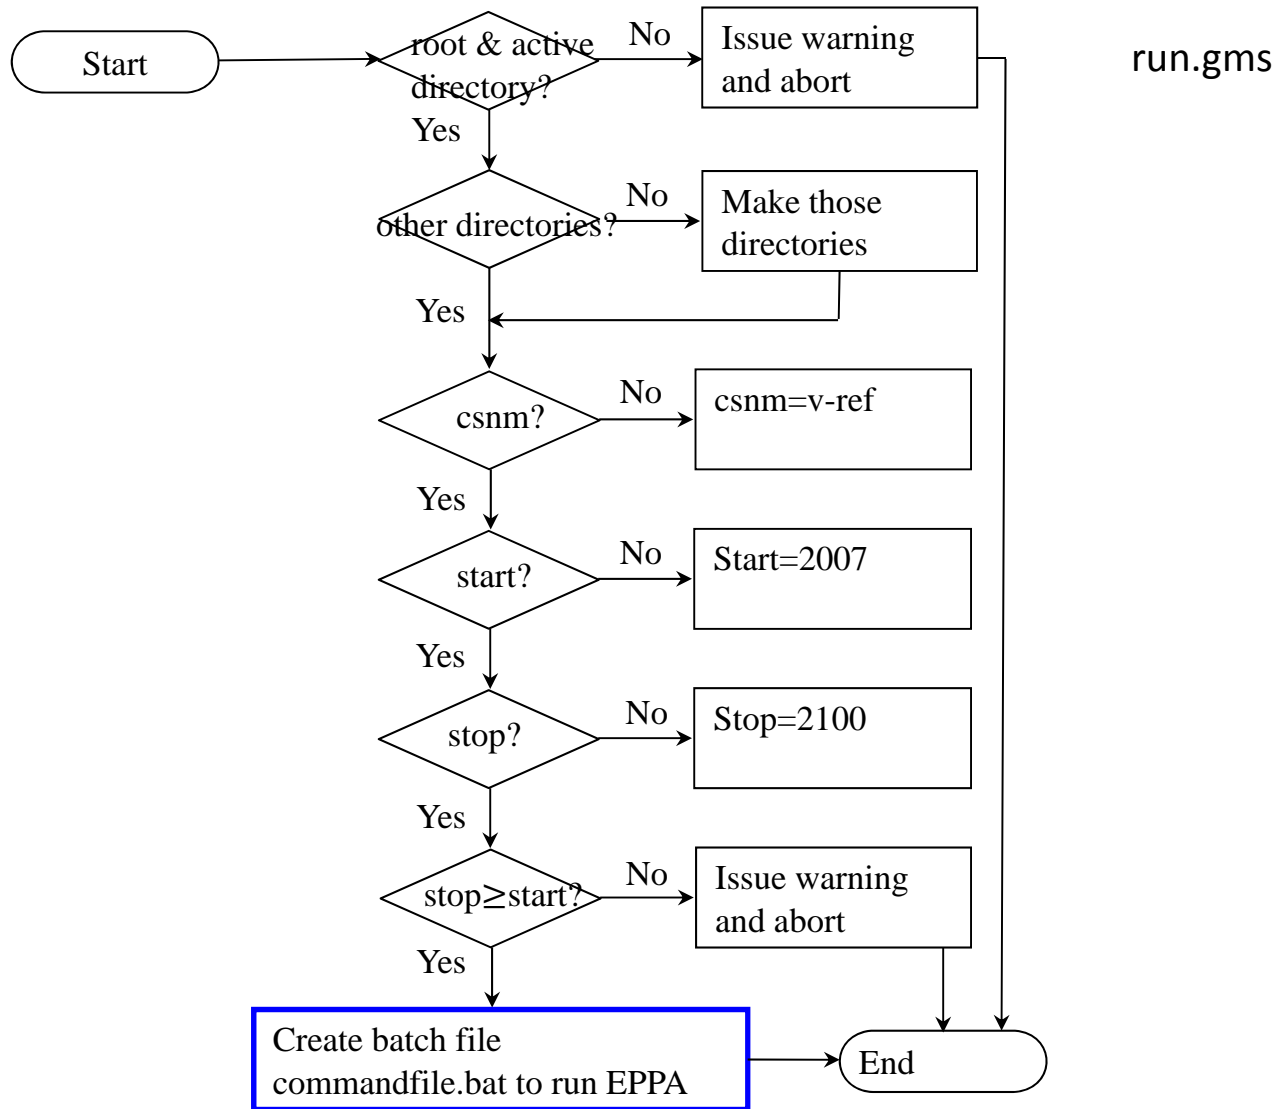 Start
root & active
directory?
No
Issue warning
and abort
run.gms
Yes
other directories?
No
Make those
directories
Yes
csnm?
No
csnm=v-ref
Yes
start?
No
Start=2007
Yes
stop?
No
Stop=2100
Yes
stop≥start?
No
Issue warning
and abort
Yes
Create batch file
commandfile.bat to run EPPA
End